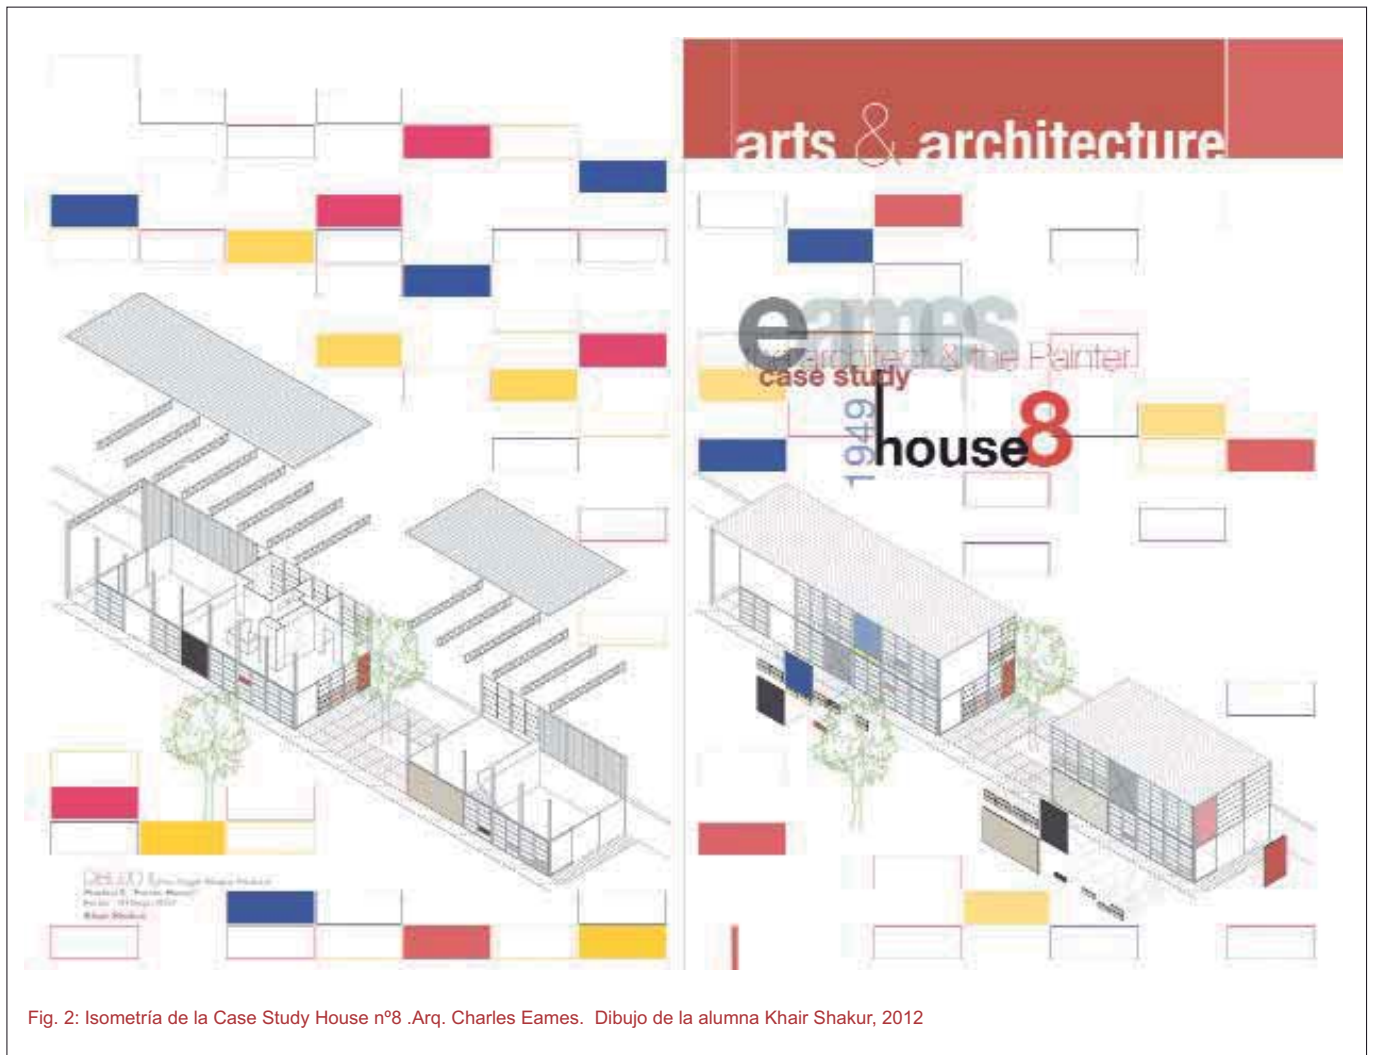 arts & architecture
eames
the architect & the Painter
case study
1949
house8
Fig. 2: Isometría de la Case Study House nº8 .Arq. Charles Eames. Dibujo de la alumna Khair Shakur, 2012